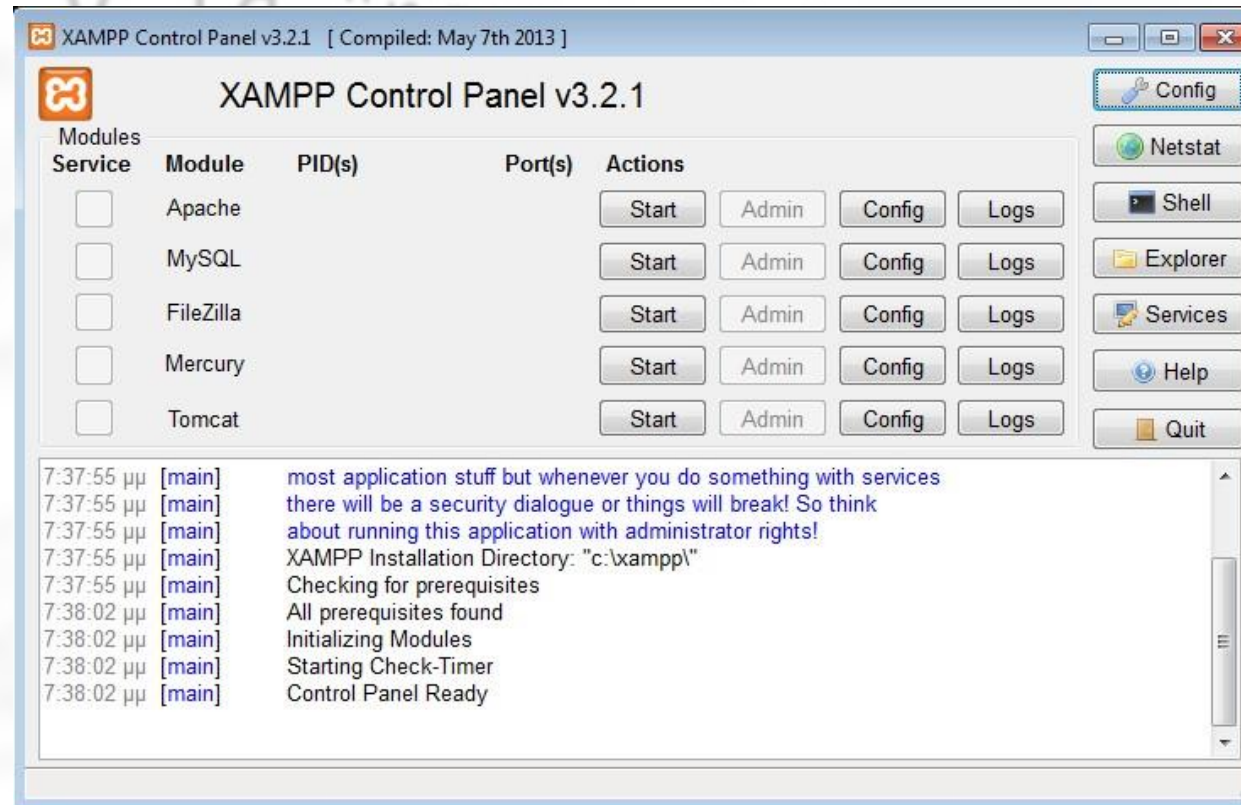 XAMPP Control Panel v3.2.1 [ Compiled: May 7th 2013 ]
XAMPP Control Panel v3.2.1
Config
Netstat
Shell
Explorer
Services
Help
Quit
Modules
Service Module PID(s) Port(s) Actions
Apache Start Admin Config Logs
MySQL Start Admin Config Logs
FileZilla Start Admin Config Logs
Mercury Start Admin Config Logs
Tomcat Start Admin Config Logs
7:37:55 μμ [main] most application stuff but whenever you do something with services
7:37:55 μμ [main] there will be a security dialogue or things will break! So think
7:37:55 μμ [main] about running this application with administrator rights!
7:37:55 μμ [main] XAMPP Installation Directory: "c:\xampp\"
7:37:55 μμ [main] Checking for prerequisites
7:38:02 μμ [main] All prerequisites found
7:38:02 μμ [main] Initializing Modules
7:38:02 μμ [main] Starting Check-Timer
7:38:02 μμ [main] Control Panel Ready